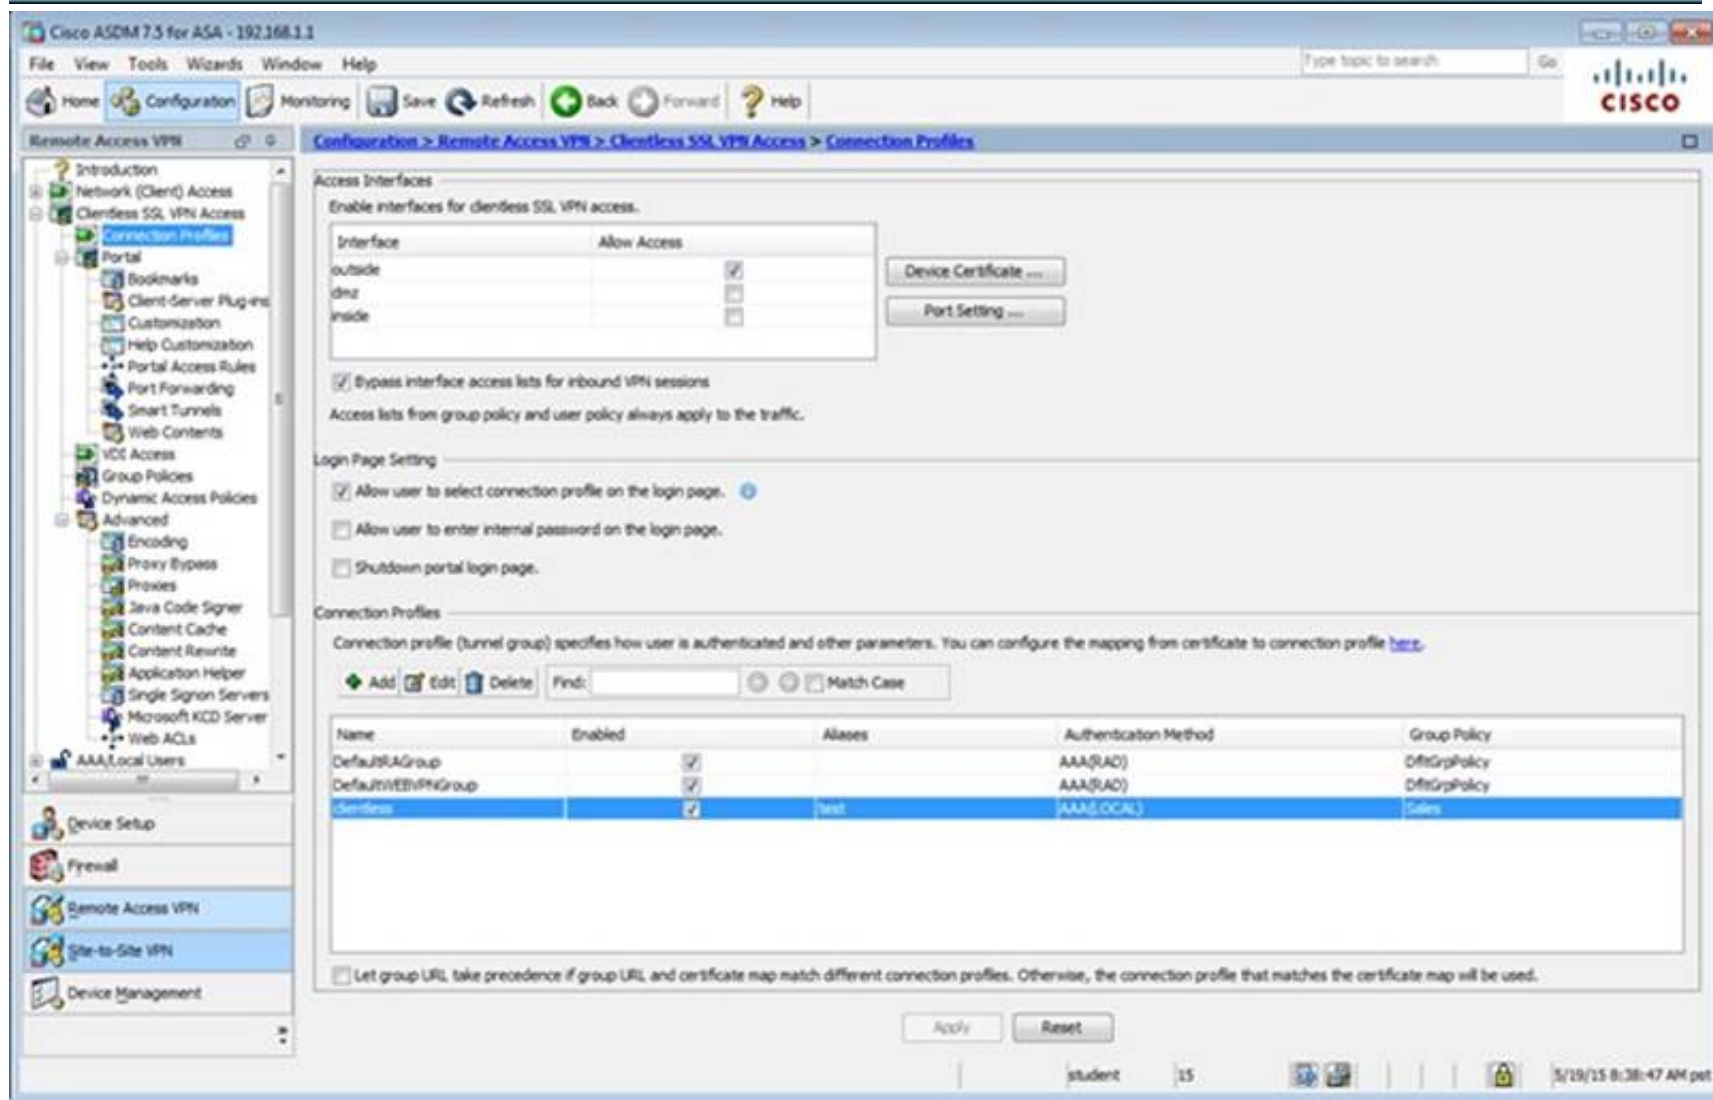 Cisco ASDM 7.5 for ASA - 192.168.1.1
File View Tools Wizards Window Help
Type topic to search Go
Home Configuration Monitoring Save Refresh Back Forward Help
CISCO
Remote Access VPN
Configuration > Remote Access VPN > Clientless SSL VPN Access > Connection Profiles
Introduction
Network (Client) Access
Clientless SSL VPN Access
Connection Profiles
Portal
Bookmarks
Client-Server Plug-ins
Customization
Help Customization
Portal Access Rules
Port Forwarding
Smart Tunnels
Web Contents
VDI Access
Group Policies
Dynamic Access Policies
Advanced
Encoding
Proxy Bypass
Proxies
Java Code Signer
Content Cache
Content Rewrite
Application Helper
Single Signon Servers
Microsoft KCD Server
Web ACLs
AAA/Local Users
Device Setup
Firewall
Remote Access VPN
Site-to-Site VPN
Device Management
Access Interfaces
Enable interfaces for clientless SSL VPN access.
Interface Allow Access
outside
dmz
inside
Device Certificate ...
Port Setting ...
Bypass interface access lists for inbound VPN sessions
Access lists from group policy and user policy always apply to the traffic.
Login Page Setting
Allow user to select connection profile on the login page.
Allow user to enter internal password on the login page.
Shutdown portal login page.
Connection Profiles
Connection profile (tunnel group) specifies how user is authenticated and other parameters. You can configure the mapping from certificate to connection profile here.
Add Edit Delete Find: Match Case
Name Enabled Aliases Authentication Method Group Policy
DefaultRAGroup AAA(RAD) DfltGrpPolicy
DefaultWEBVPNGroup AAA(RAD) DfltGrpPolicy
clientless test AAA(LOCAL) Sales
Let group URL take precedence if group URL and certificate map match different connection profiles. Otherwise, the connection profile that matches the certificate map will be used.
Apply Reset
student 15 5/19/15 8:38:47 AM pst